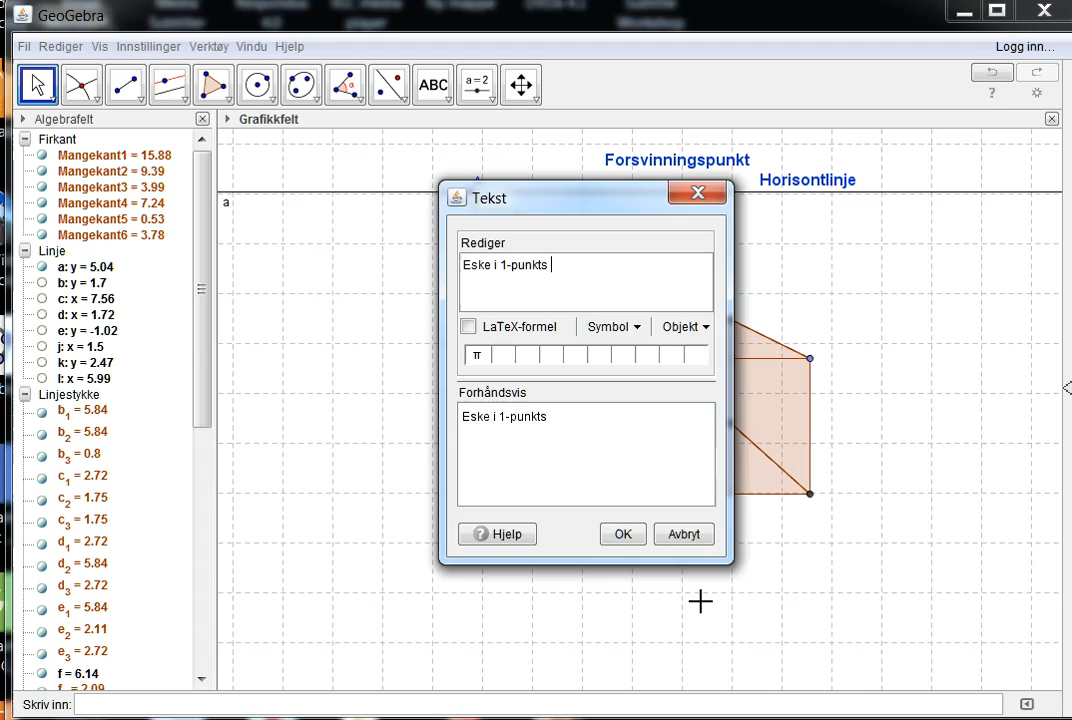 GeoGebra
Fil Rediger Vis Innstillinger Verktøy Vindu Hjelp
Logg inn...
ABC
a=2
?
Algebrafelt
Grafikkfelt
Firkant
Mangekant1 = 15.88
Mangekant2 = 9.39
Mangekant3 = 3.99
Mangekant4 = 7.24
Mangekant5 = 0.53
Mangekant6 = 3.78
Linje
a: y = 5.04
b: y = 1.7
c: x = 7.56
d: x = 1.72
e: y = -1.02
j: x = 1.5
k: y = 2.47
l: x = 5.99
Linjestykke
b1 = 5.84
b2 = 5.84
b3 = 0.8
c1 = 2.72
c2 = 1.75
c3 = 1.75
d1 = 2.72
d2 = 5.84
d3 = 2.72
e1 = 5.84
e2 = 2.11
e3 = 2.72
f = 6.14
Forsvinningspunkt
Horisontlinje
a
Tekst
Rediger
Eske i 1-punkts
LaTeX-formel
Symbol
Objekt
π
Forhåndsvis
Eske i 1-punkts
? Hjelp
OK
Avbryt
Skriv inn: